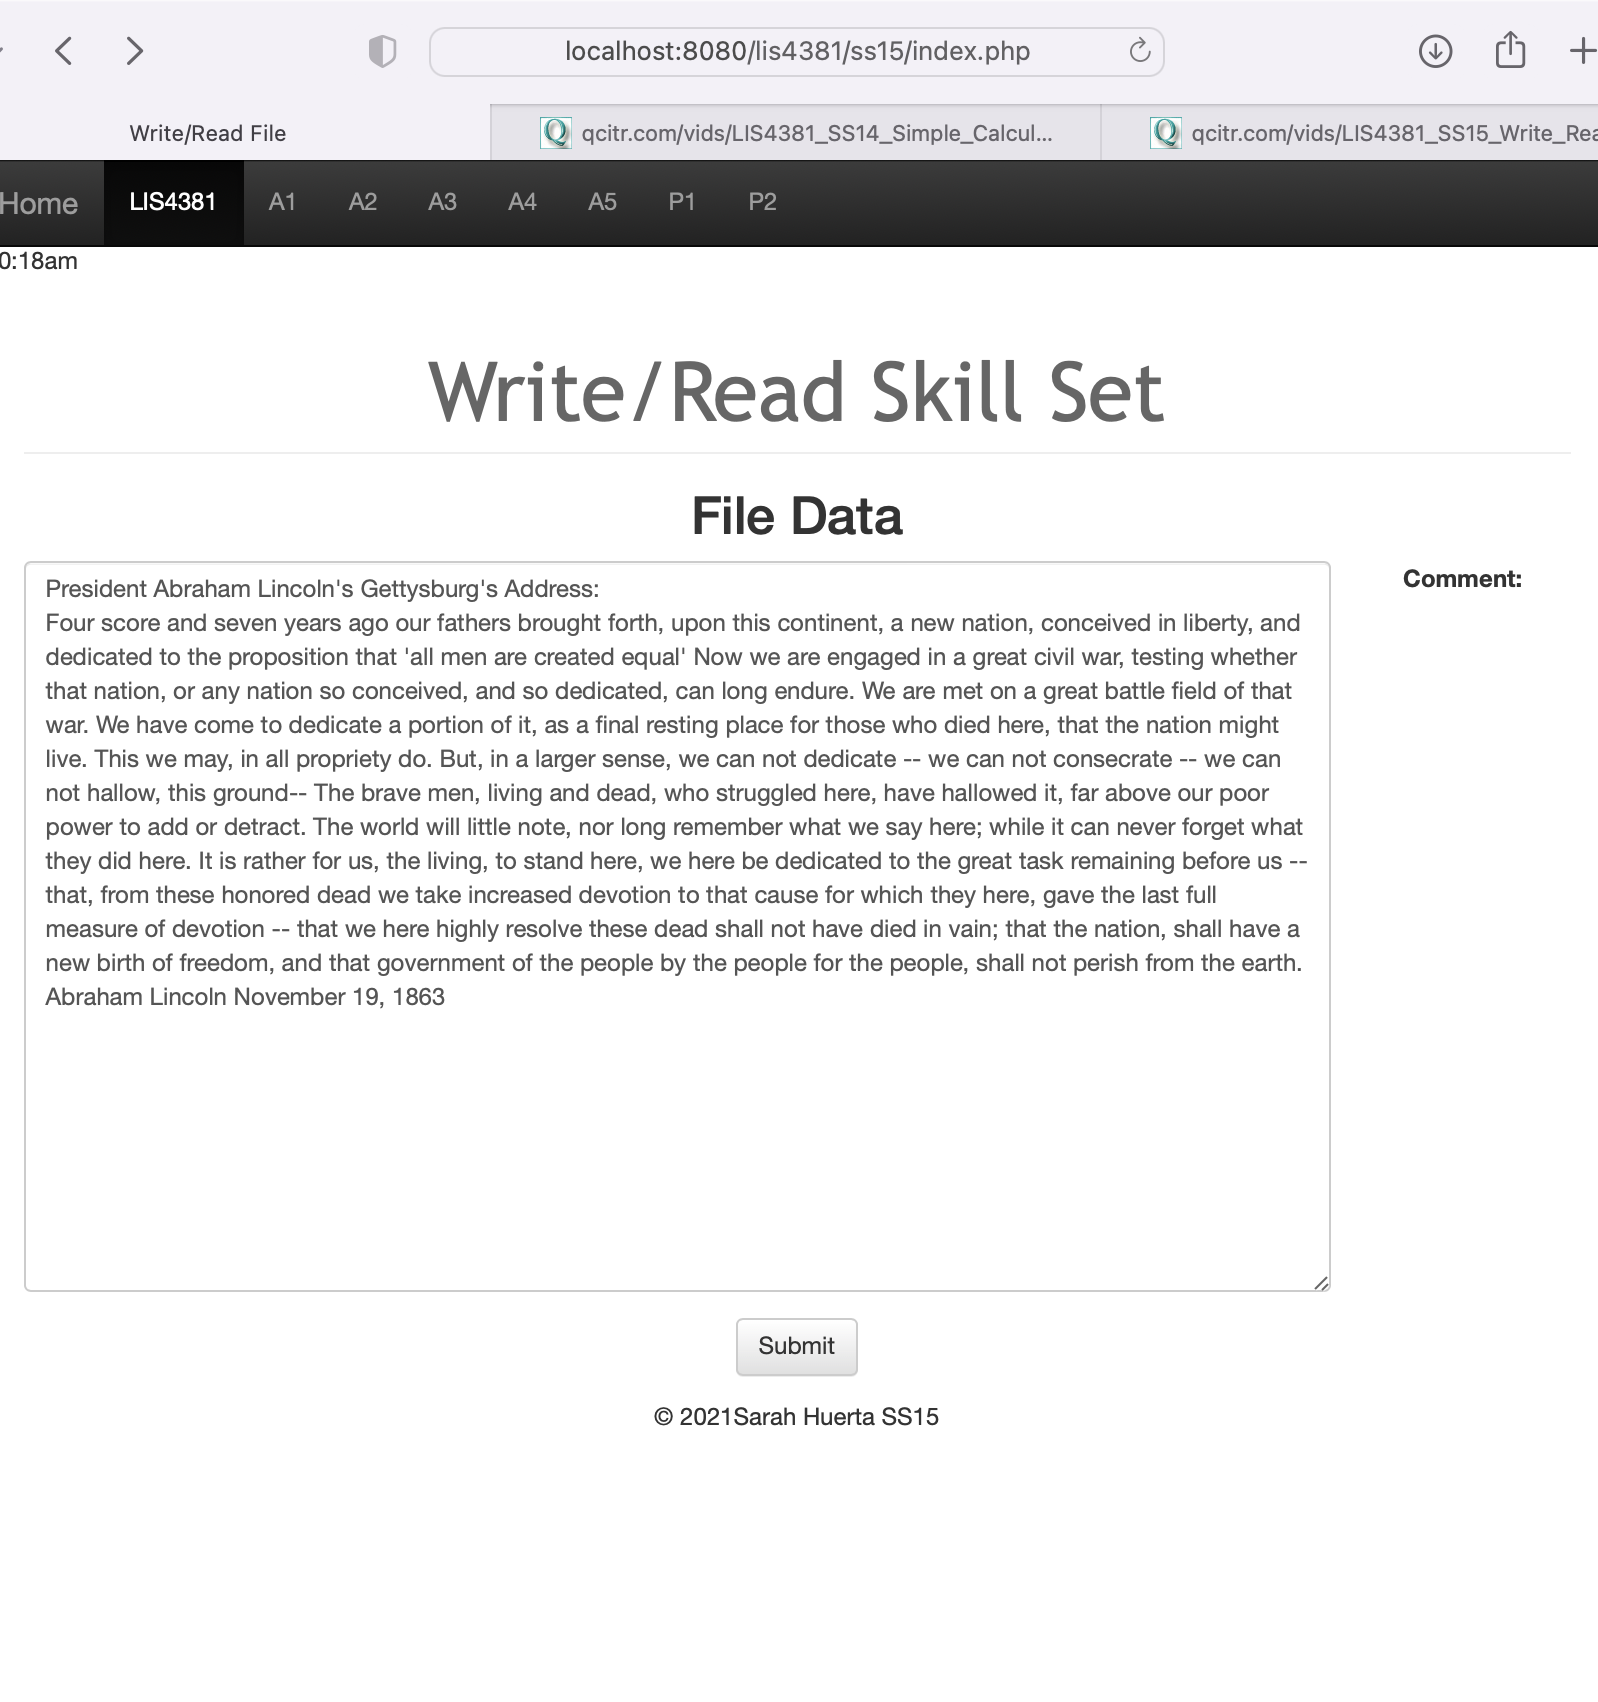 localhost:8080/lis4381/ss15/index.php
Write/Read File
qcitr.com/vids/LIS4381_SS14_Simple_Calcul...
qcitr.com/vids/LIS4381_SS15_Write_Rea
Home LIS4381 A1 A2 A3 A4 A5 P1 P2
0:18am
Write/Read Skill Set
File Data
Comment:
President Abraham Lincoln's Gettysburg's Address:
Four score and seven years ago our fathers brought forth, upon this continent, a new nation, conceived in liberty, and
dedicated to the proposition that 'all men are created equal' Now we are engaged in a great civil war, testing whether
that nation, or any nation so conceived, and so dedicated, can long endure. We are met on a great battle field of that
war. We have come to dedicate a portion of it, as a final resting place for those who died here, that the nation might
live. This we may, in all propriety do. But, in a larger sense, we can not dedicate -- we can not consecrate -- we can
not hallow, this ground-- The brave men, living and dead, who struggled here, have hallowed it, far above our poor
power to add or detract. The world will little note, nor long remember what we say here; while it can never forget what
they did here. It is rather for us, the living, to stand here, we here be dedicated to the great task remaining before us --
that, from these honored dead we take increased devotion to that cause for which they here, gave the last full
measure of devotion -- that we here highly resolve these dead shall not have died in vain; that the nation, shall have a
new birth of freedom, and that government of the people by the people for the people, shall not perish from the earth.
Abraham Lincoln November 19, 1863
Submit
© 2021Sarah Huerta SS15